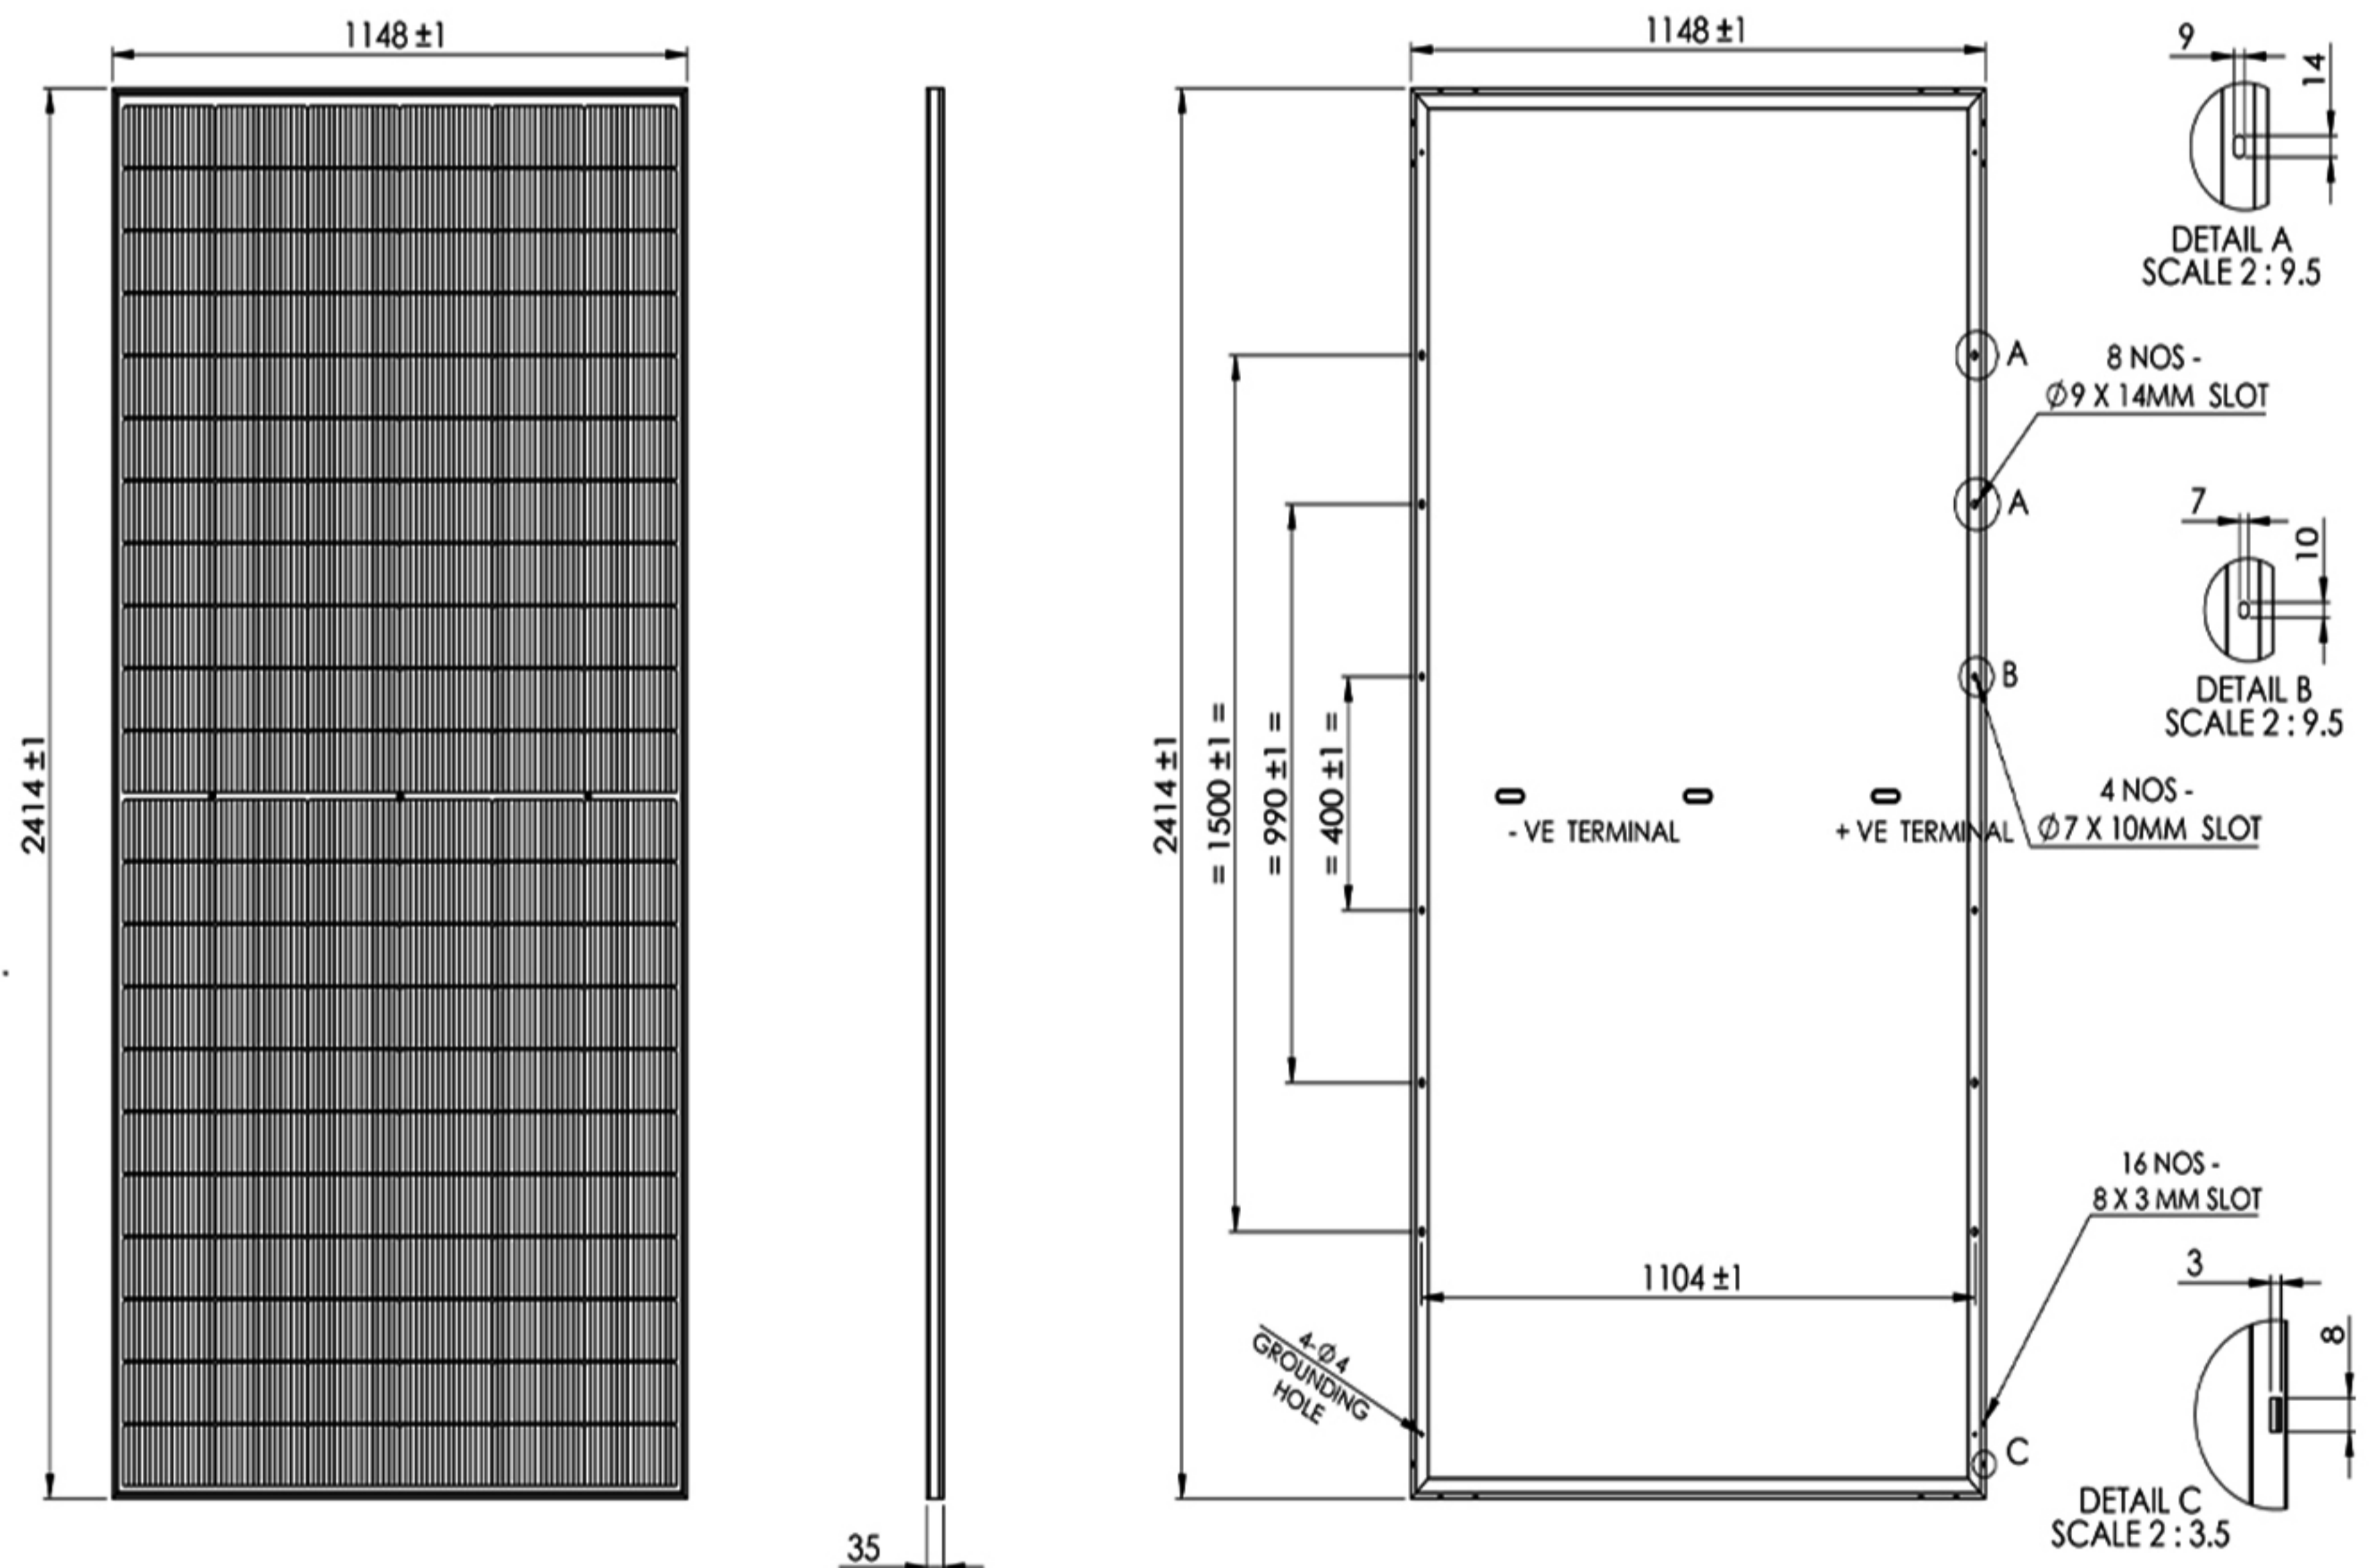 1148 ±1
2414 ±1
35
1148 ±1
2414 ±1
= 1500 ±1 =
= 990 ±1 =
= 400 ±1 =
- VE TERMINAL
+ VE TERMINAL
1104 ±1
4-Ø4
GROUNDING
HOLE
A
A
B
C
9
14
DETAIL A
SCALE 2 : 9.5
8 NOS -
Ø9 X 14MM SLOT
7
10
DETAIL B
SCALE 2 : 9.5
4 NOS -
Ø7 X 10MM SLOT
16 NOS -
8 X 3 MM SLOT
3
8
DETAIL C
SCALE 2 : 3.5